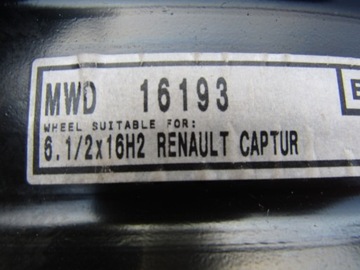 MWD 16193
WHEEL SUITABLE FOR:
6.1/2x16H2 RENAULT CAPTUR
E